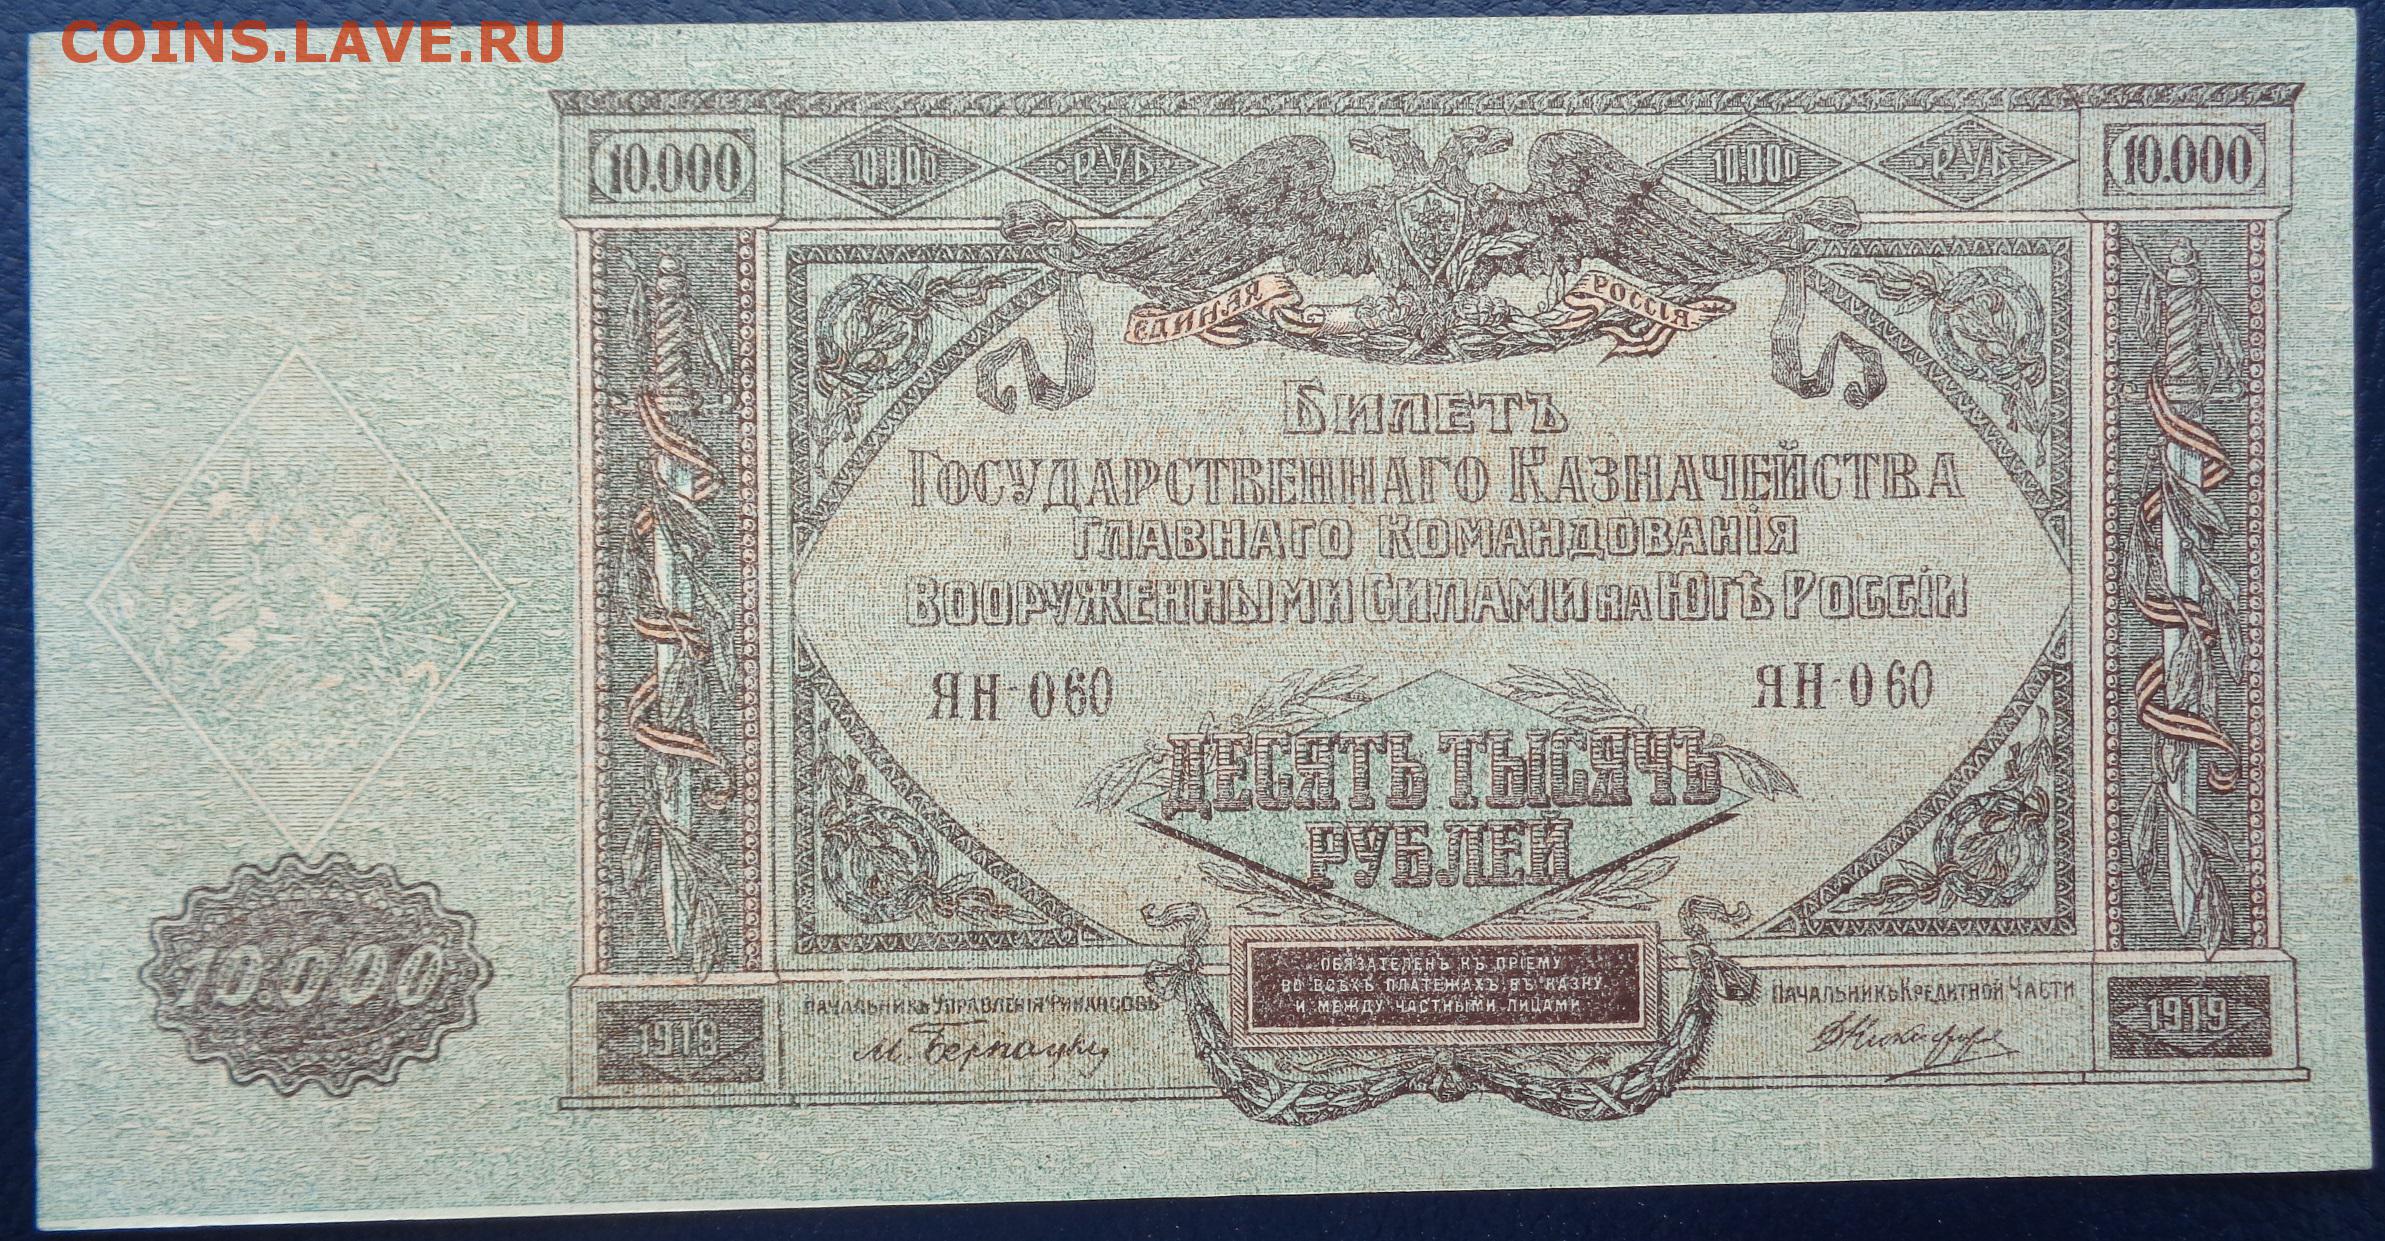 COINS.LAVE.RU
10.000 10.000 · РУБ · 10.000 · РУБ · 10.000
ЕДИНАЯ РОССІЯ
БИЛЕТЪ
ГОСУДАРСТВЕННАГО КАЗНАЧЕЙСТВА
ГЛАВНАГО КОМАНДОВАНІЯ
ВООРУЖЕННЫМИ СИЛАМИ НА ЮГѢ РОССІИ
ЯН-060 ЯН-060
ДЕСЯТЬ ТЫСЯЧЪ
РУБЛЕЙ
10.000
ОБЯЗАТЕЛЕНЪ КЪ ПРІЕМУ
ВО ВСѢХЪ ПЛАТЕЖАХЪ ВЪ КАЗНУ
И МЕЖДУ ЧАСТНЫМИ ЛИЦАМИ
НАЧАЛЬНИКЪ УПРАВЛЕНІЯ ФИНАНСОВЪ НАЧАЛЬНИКЪ КРЕДИТНОЙ ЧАСТИ
1919 1919